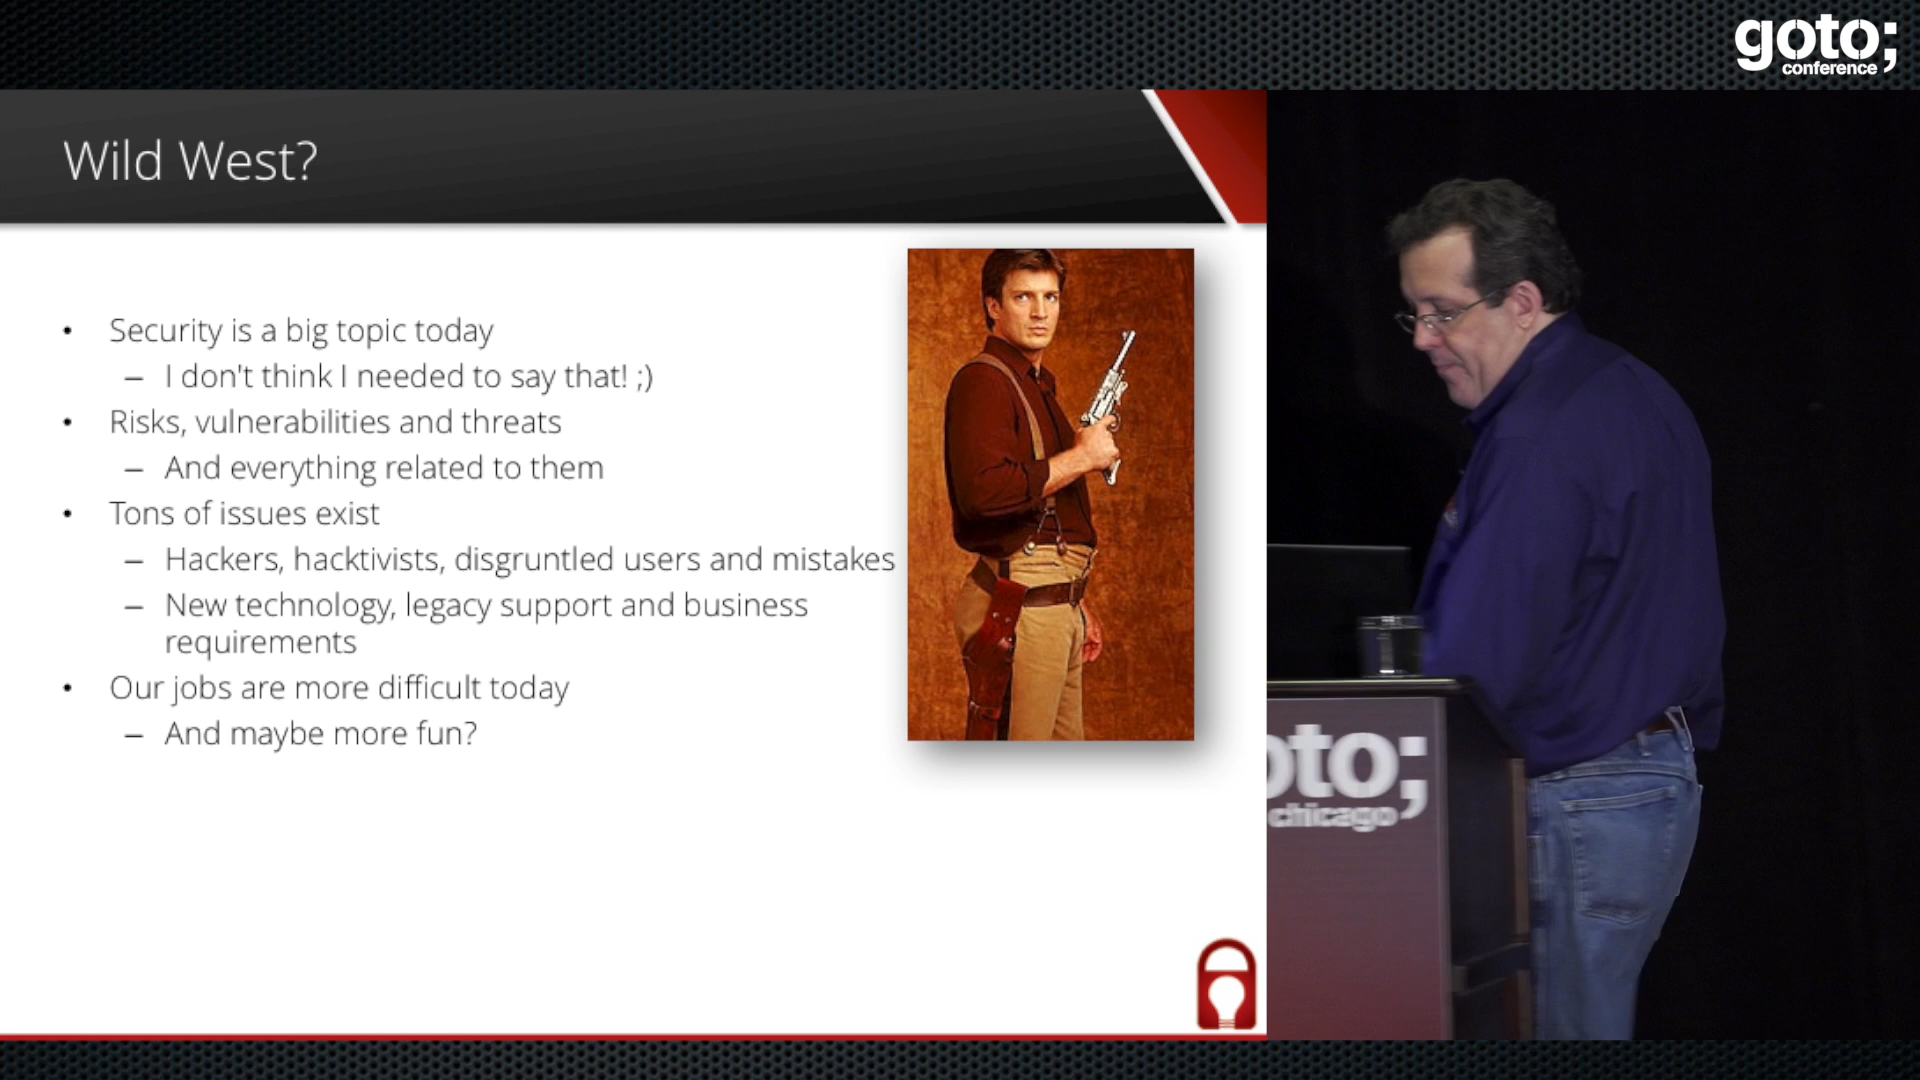 goto;
conference
Wild West?
• Security is a big topic today
– I don't think I needed to say that! ;)
• Risks, vulnerabilities and threats
– And everything related to them
• Tons of issues exist
– Hackers, hacktivists, disgruntled users and mistakes
– New technology, legacy support and business
requirements
• Our jobs are more difficult today
– And maybe more fun?
oto;
chicago